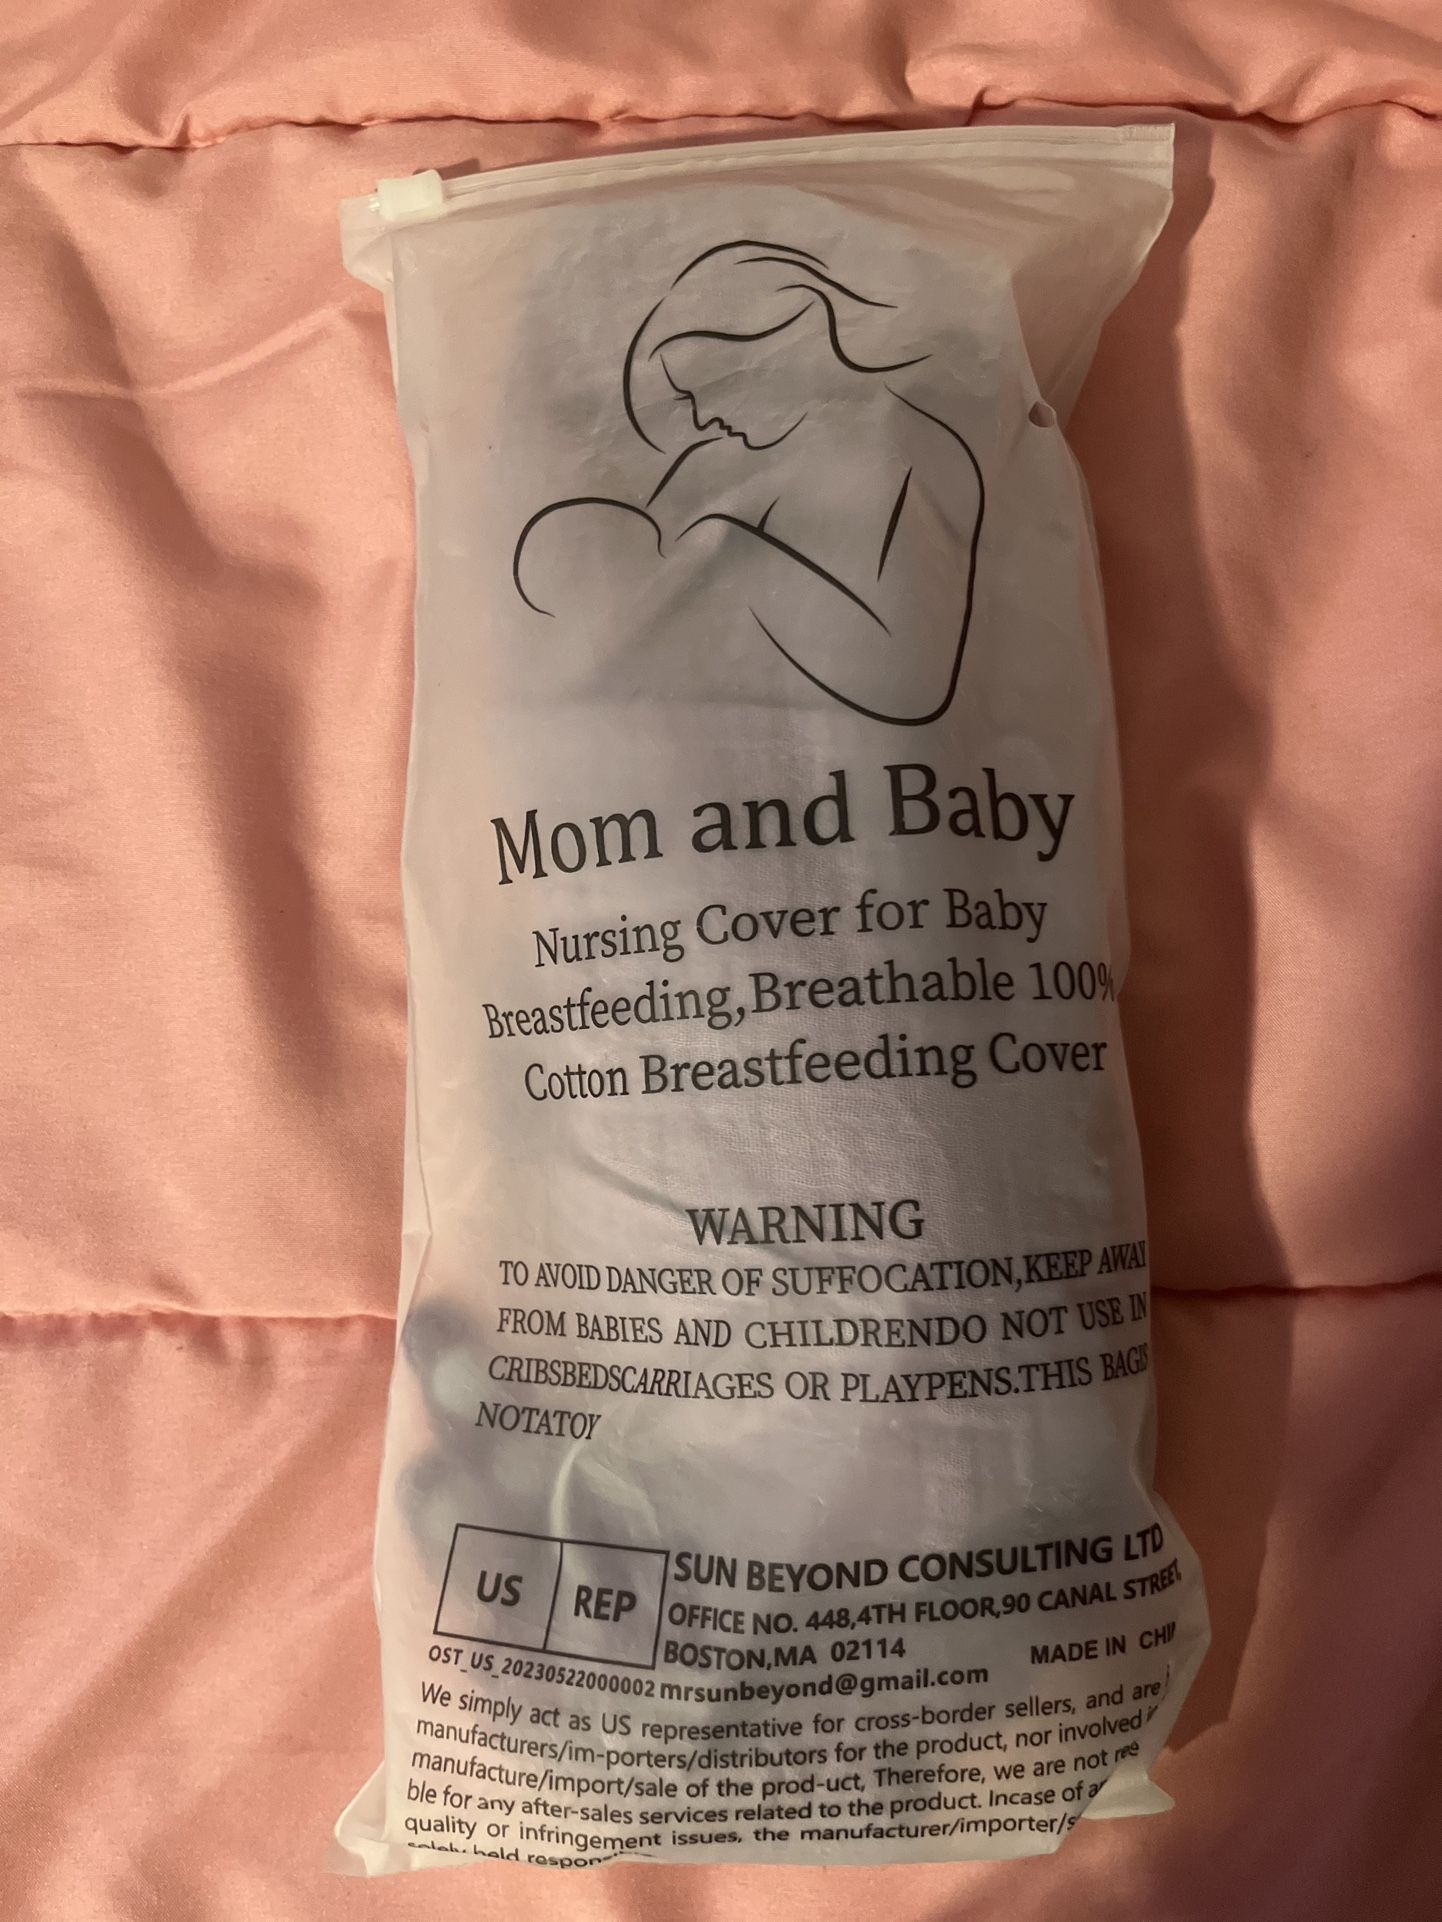 Mom and Baby
Nursing Cover for Baby
Breastfeeding,Breathable 100%
Cotton Breastfeeding Cover
WARNING
TO AVOID DANGER OF SUFFOCATION,KEEP AWAY
FROM BABIES AND CHILDRENDO NOT USE IN
CRIBSBEDSCARRIAGES OR PLAYPENS.THIS BAGIS
NOTATOY
US REP
SUN BEYOND CONSULTING LTD
OFFICE NO. 448,4TH FLOOR,90 CANAL STREET,
BOSTON,MA 02114
MADE IN
OST_US_20230522000002 mrsunbeyond@gmail.com
We simply act as US representative for cross-border sellers, and are
manufacturers/im-porters/distributors for the product, nor involved
manufacture/import/sale of the prod-uct, Therefore, we are not
ble for any after-sales services related to the product. Incase of
quality or infringement issues, the manufacturer/importer/
solely held